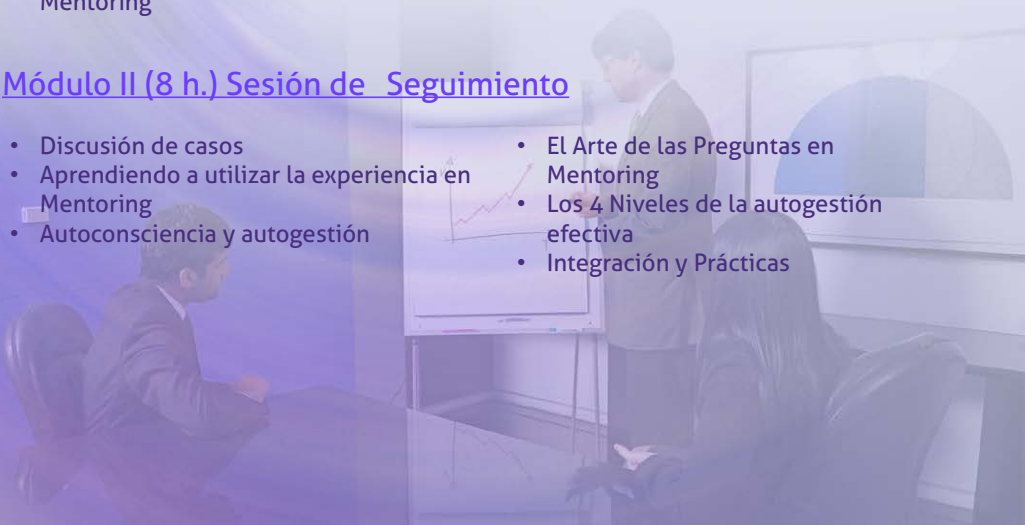 Mentoring
Módulo II (8 h.) Sesión de Seguimiento
• Discusión de casos
• Aprendiendo a utilizar la experiencia en
Mentoring
• Autoconsciencia y autogestión
• El Arte de las Preguntas en
Mentoring
• Los 4 Niveles de la autogestión
efectiva
• Integración y Prácticas